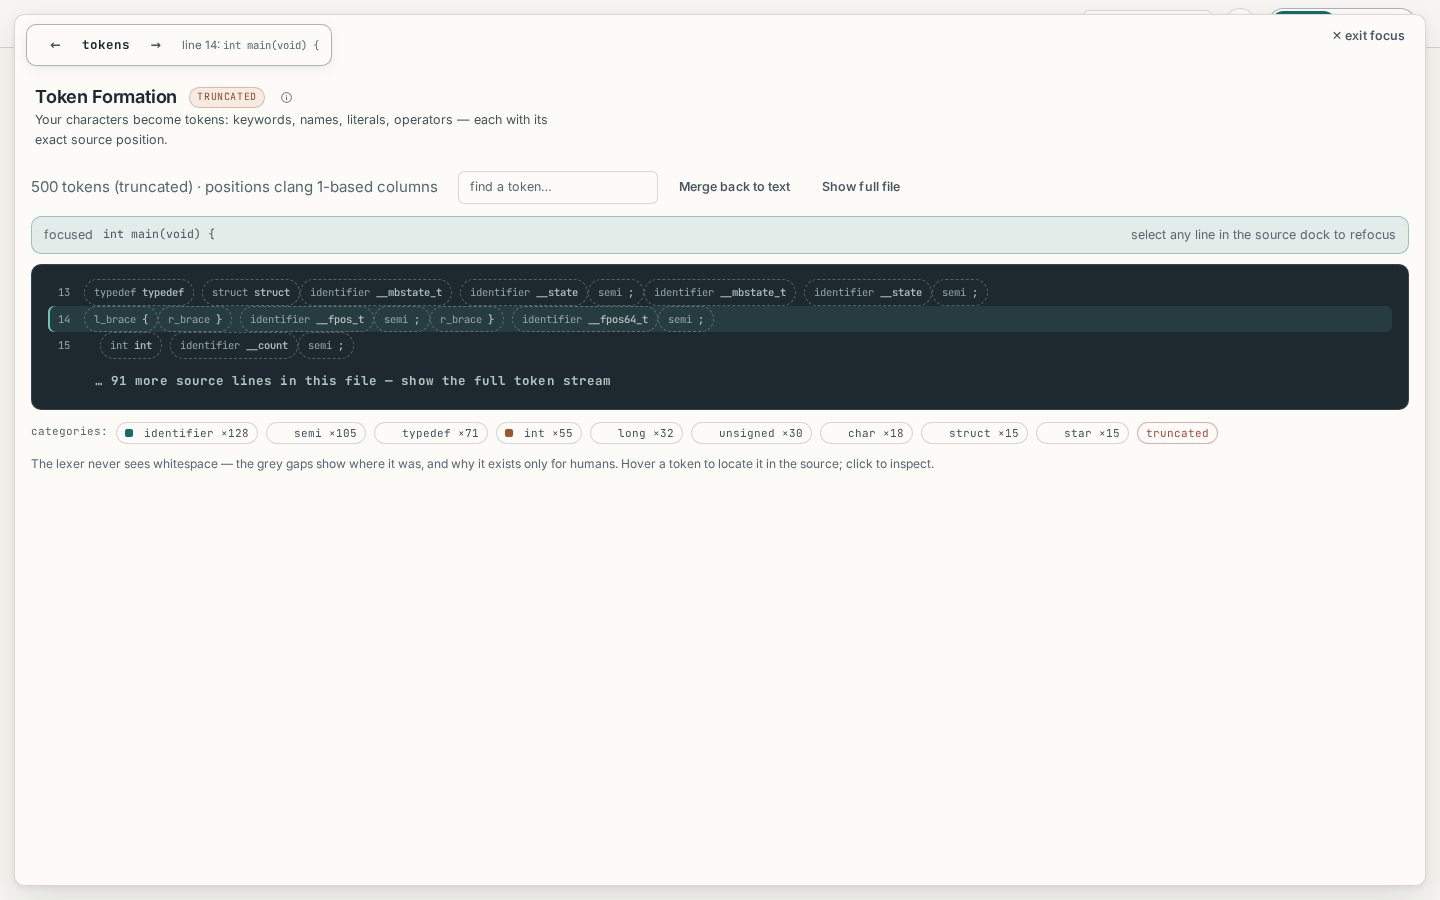 ← tokens → line 14: int main(void) {
✕ exit focus
Token Formation TRUNCATED
Your characters become tokens: keywords, names, literals, operators — each with its
exact source position.
500 tokens (truncated) · positions clang 1-based columns find a token... Merge back to text Show full file
focused int main(void) { select any line in the source dock to refocus
13 typedef typedef struct struct identifier __mbstate_t identifier __state semi ; identifier __mbstate_t identifier __state semi ;
14 l_brace { r_brace } identifier __fpos_t semi ; r_brace } identifier __fpos64_t semi ;
15 int int identifier __count semi ;
… 91 more source lines in this file — show the full token stream
categories: identifier ×128 semi ×105 typedef ×71 int ×55 long ×32 unsigned ×30 char ×18 struct ×15 star ×15 truncated
The lexer never sees whitespace — the grey gaps show where it was, and why it exists only for humans. Hover a token to locate it in the source; click to inspect.